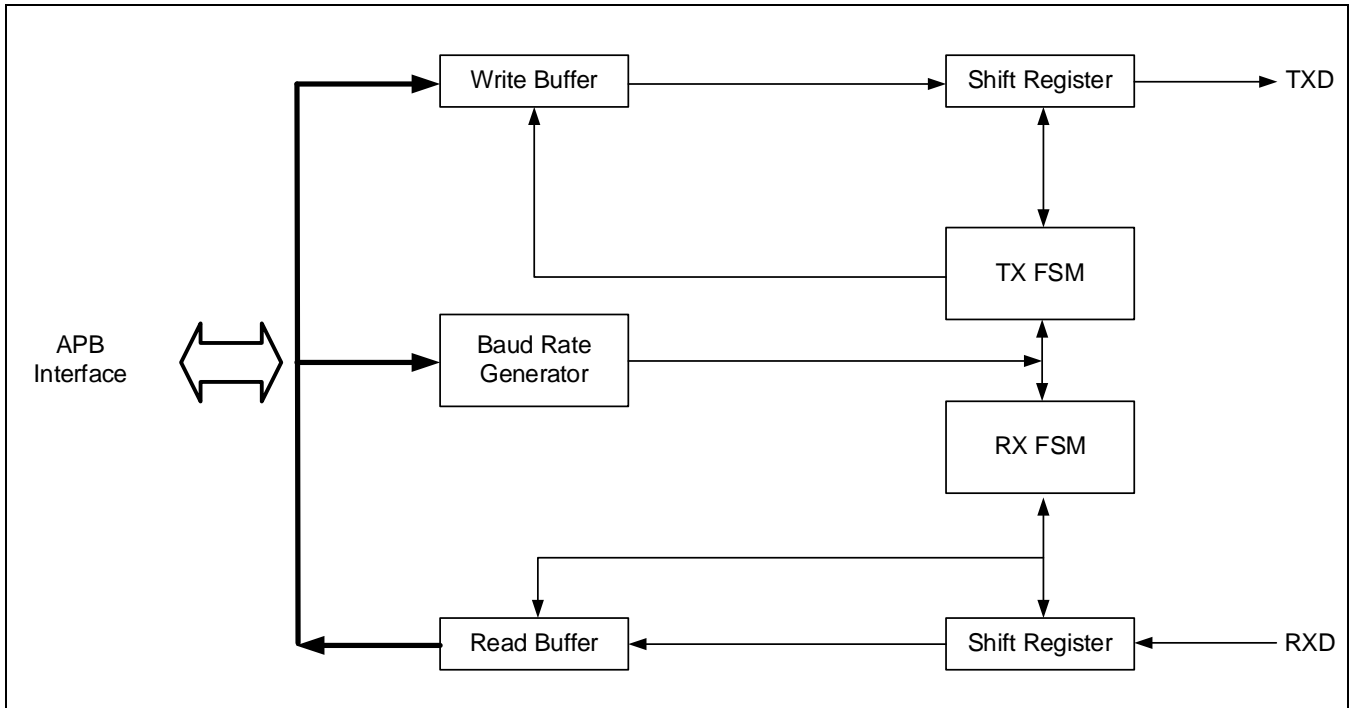 Write Buffer
Shift Register
TXD
TX FSM
APB
Interface
Baud Rate
Generator
RX FSM
Read Buffer
Shift Register
RXD